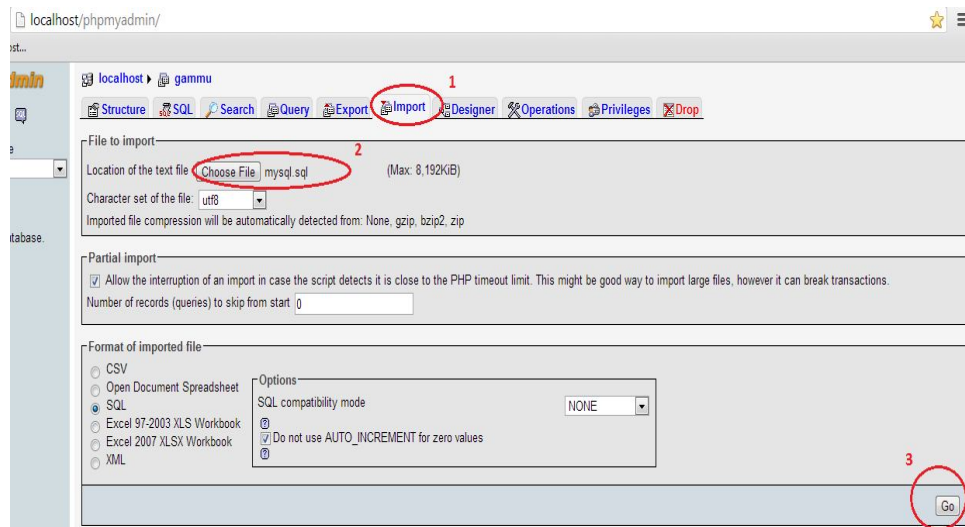 localhost/phpmyadmin/
ost...
dmin
localhost ▸ gammu
1
Structure SQL Search Query Export Import Designer Operations Privileges Drop
File to import
2
Location of the text file Choose File mysql.sql (Max: 8,192KiB)
Character set of the file: utf8
Imported file compression will be automatically detected from: None, gzip, bzip2, zip
atabase.
Partial import
Allow the interruption of an import in case the script detects it is close to the PHP timeout limit. This might be good way to import large files, however it can break transactions.
Number of records (queries) to skip from start 0
Format of imported file
CSV
Open Document Spreadsheet
SQL
Excel 97-2003 XLS Workbook
Excel 2007 XLSX Workbook
XML
Options
SQL compatibility mode NONE
Do not use AUTO_INCREMENT for zero values
3
Go